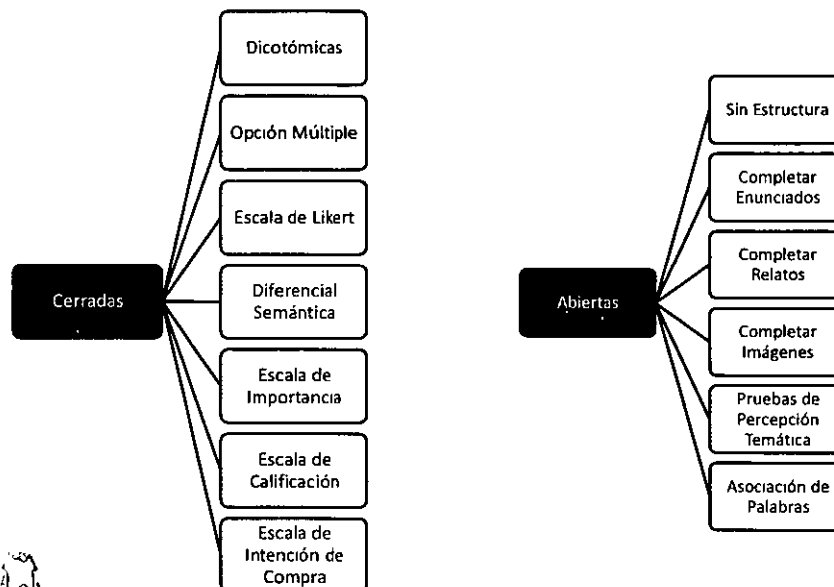 Cerradas
Dicotómicas
Opción Múltiple
Escala de Likert
Diferencial
Semántica
Escala de
Importancia
Escala de
Calificación
Escala de
Intención de
Compra
Abiertas
Sin Estructura
Completar
Enunciados
Completar
Relatos
Completar
Imágenes
Pruebas de
Percepción
Temática
Asociación de
Palabras